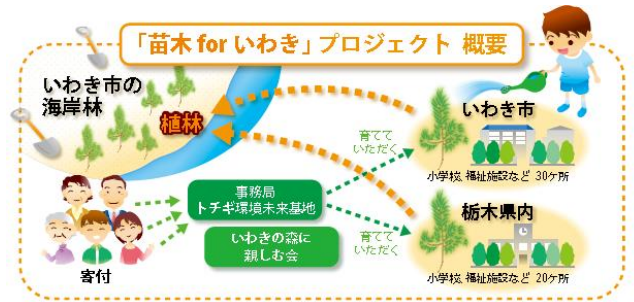 「苗木 for いわき」プロジェクト 概要
いわき市の
海岸林
植林
いわき市
育てて
いただく
小学校、福祉施設など 30ケ所
事務局
トチギ環境未来基地
栃木県内
いわきの森に
親しむ会
育てて
いただく
寄付
小学校、福祉施設など 20ケ所